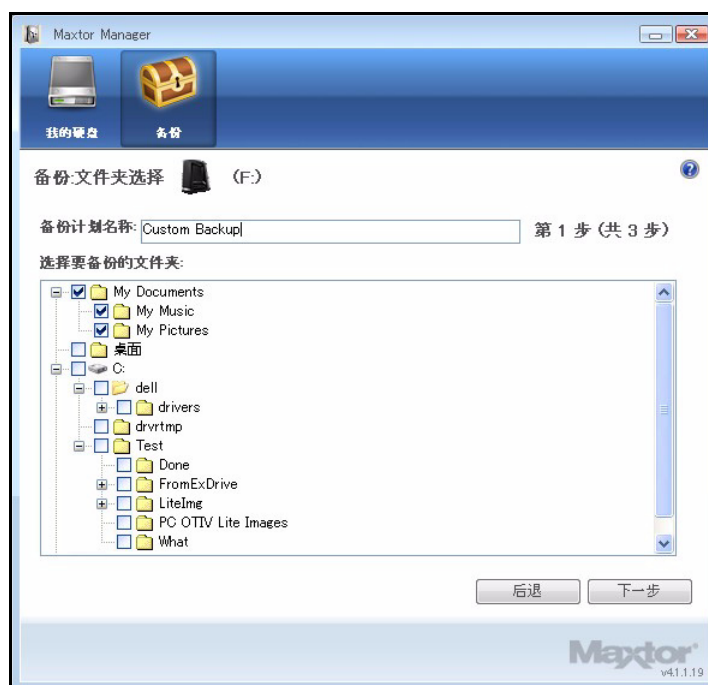 Maxtor Manager
我的硬盘
备份
备份:文件夹选择 (F:)
备份计划名称: Custom Backup 第 1 步 (共 3 步)
选择要备份的文件夹:
My Documents
My Music
My Pictures
桌面
C:
dell
drivers
drvrtmp
Test
Done
FromExDrive
LiteImg
PC OTIV Lite Images
What
后退 下一步
Maxtor
v4.1.1.19